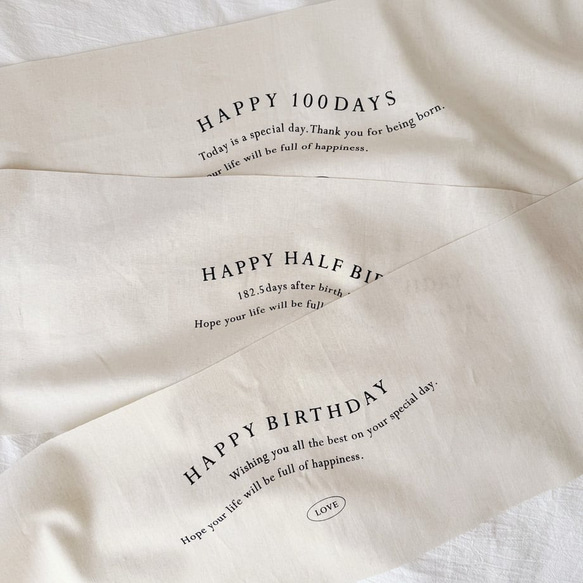 HAPPY 100DAYS
Today is a special day.Thank you for being born.
life will be full of happiness.
HAPPY HALF
182.5days after birth
Hope your life will be full
HAPPY BIRTHDAY
Wishing you all the best on your special day.
Hope your life will be full of happiness.
LOVE